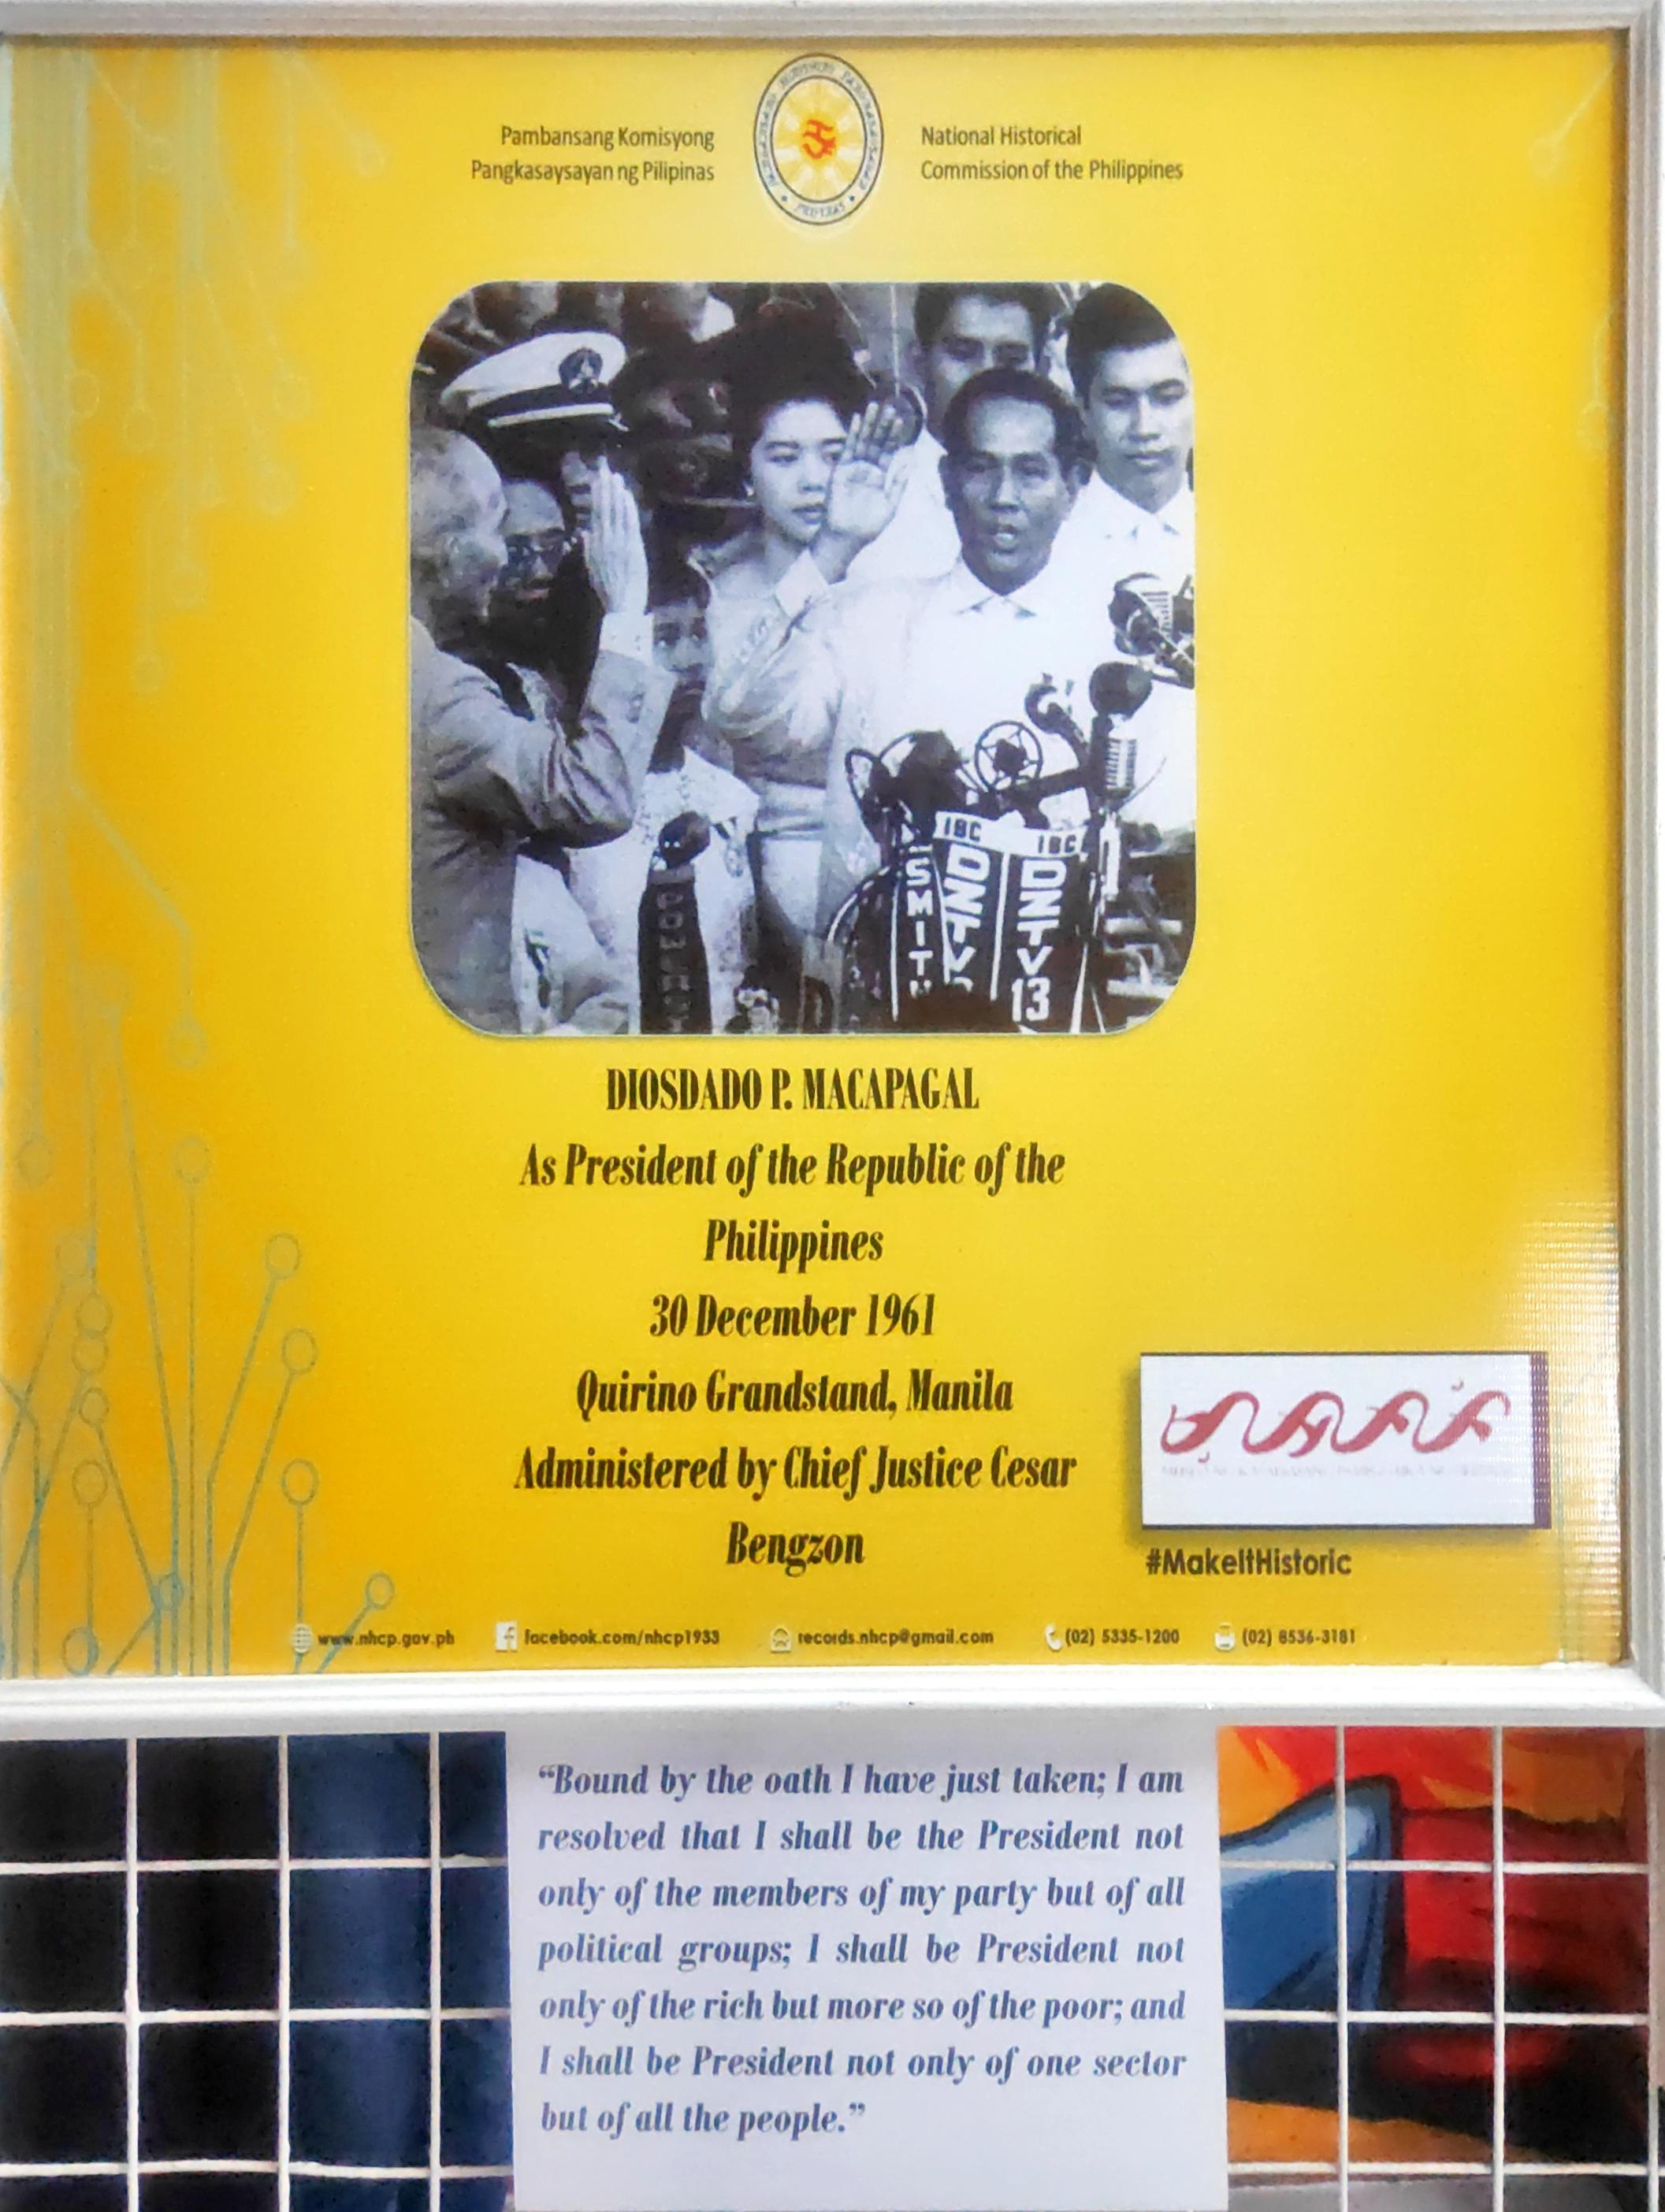 Pambansang Komisyong
Pangkasaysayan ng Pilipinas
National Historical
Commission of the Philippines
IBC
IBC
SMITH
DZTV
DZTV
13
DIOSDADO P. MACAPAGAL
As President of the Republic of the
Philippines
30 December 1961
Quirino Grandstand, Manila
Administered by Chief Justice Cesar
Bengzon
#MakeItHistoric
www.nhcp.gov.ph
facebook.com/nhcp1933
records.nhcp@gmail.com
(02) 5335-1200
(02) 8536-3181
“Bound by the oath I have just taken; I am
resolved that I shall be the President not
only of the members of my party but of all
political groups; I shall be President not
only of the rich but more so of the poor; and
I shall be President not only of one sector
but of all the people.”